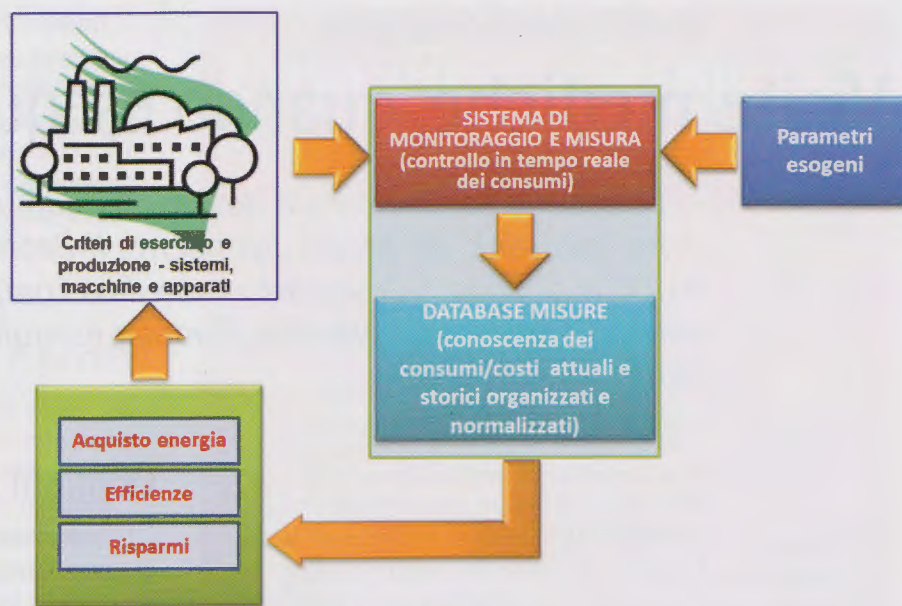 Criteri di esercizio e
produzione - sistemi,
macchine e apparati
SISTEMA DI
MONITORAGGIO E MISURA
(controllo in tempo reale
dei consumi)
Parametri
esogeni
DATABASE MISURE
(conoscenza dei
consumi/costi attuali e
storici organizzati e
normalizzati)
Acquisto energia
Efficienze
Risparmi